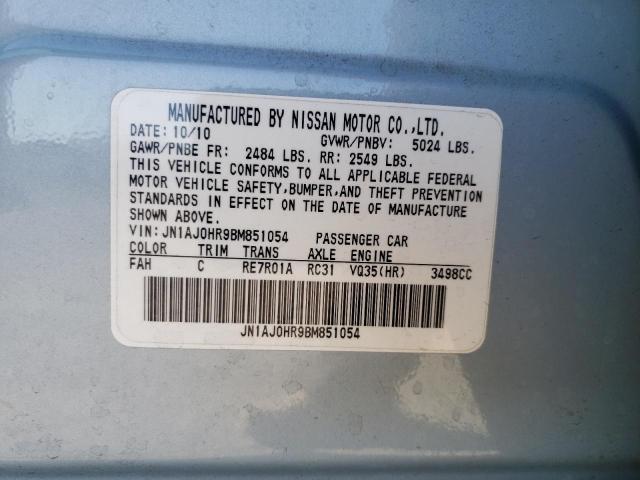 MANUFACTURED BY NISSAN MOTOR CO.,LTD.
DATE: 10/10 GVWR/PNBV: 5024 LBS.
GAWR/PNBE FR: 2484 LBS. RR: 2549 LBS.
THIS VEHICLE CONFORMS TO ALL APPLICABLE FEDERAL
MOTOR VEHICLE SAFETY,BUMPER,AND THEFT PREVENTION
STANDARDS IN EFFECT ON THE DATE OF MANUFACTURE
SHOWN ABOVE.
VIN: JN1AJ0HR9BM851054 PASSENGER CAR
COLOR TRIM TRANS AXLE ENGINE
FAH C RE7R01A RC31 VQ35(HR) 3498CC
JN1AJ0HR9BM851054